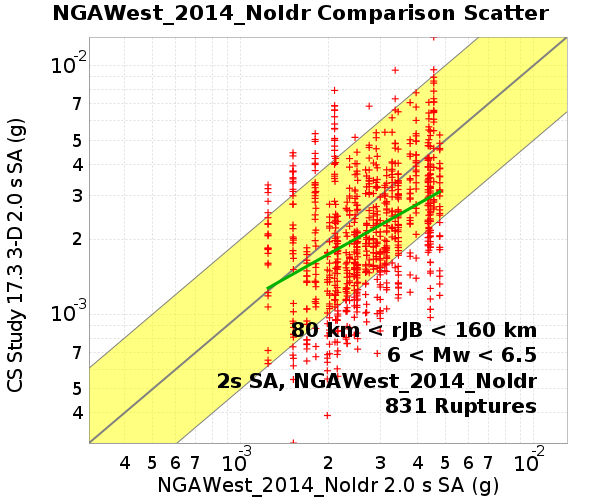 NGAWest_2014_NoIdr Comparison Scatter
CS Study 17.3 3-D 2.0 s SA (g)
10^-2
7
5
4
3
2
10^-3
7
5
4
80 km < rJB < 160 km
6 < Mw < 6.5
2s SA, NGAWest_2014_NoIdr
831 Ruptures
4 5 6 7 10^-3 2 3 4 5 6 7 10^-2
NGAWest_2014_NoIdr 2.0 s SA (g)